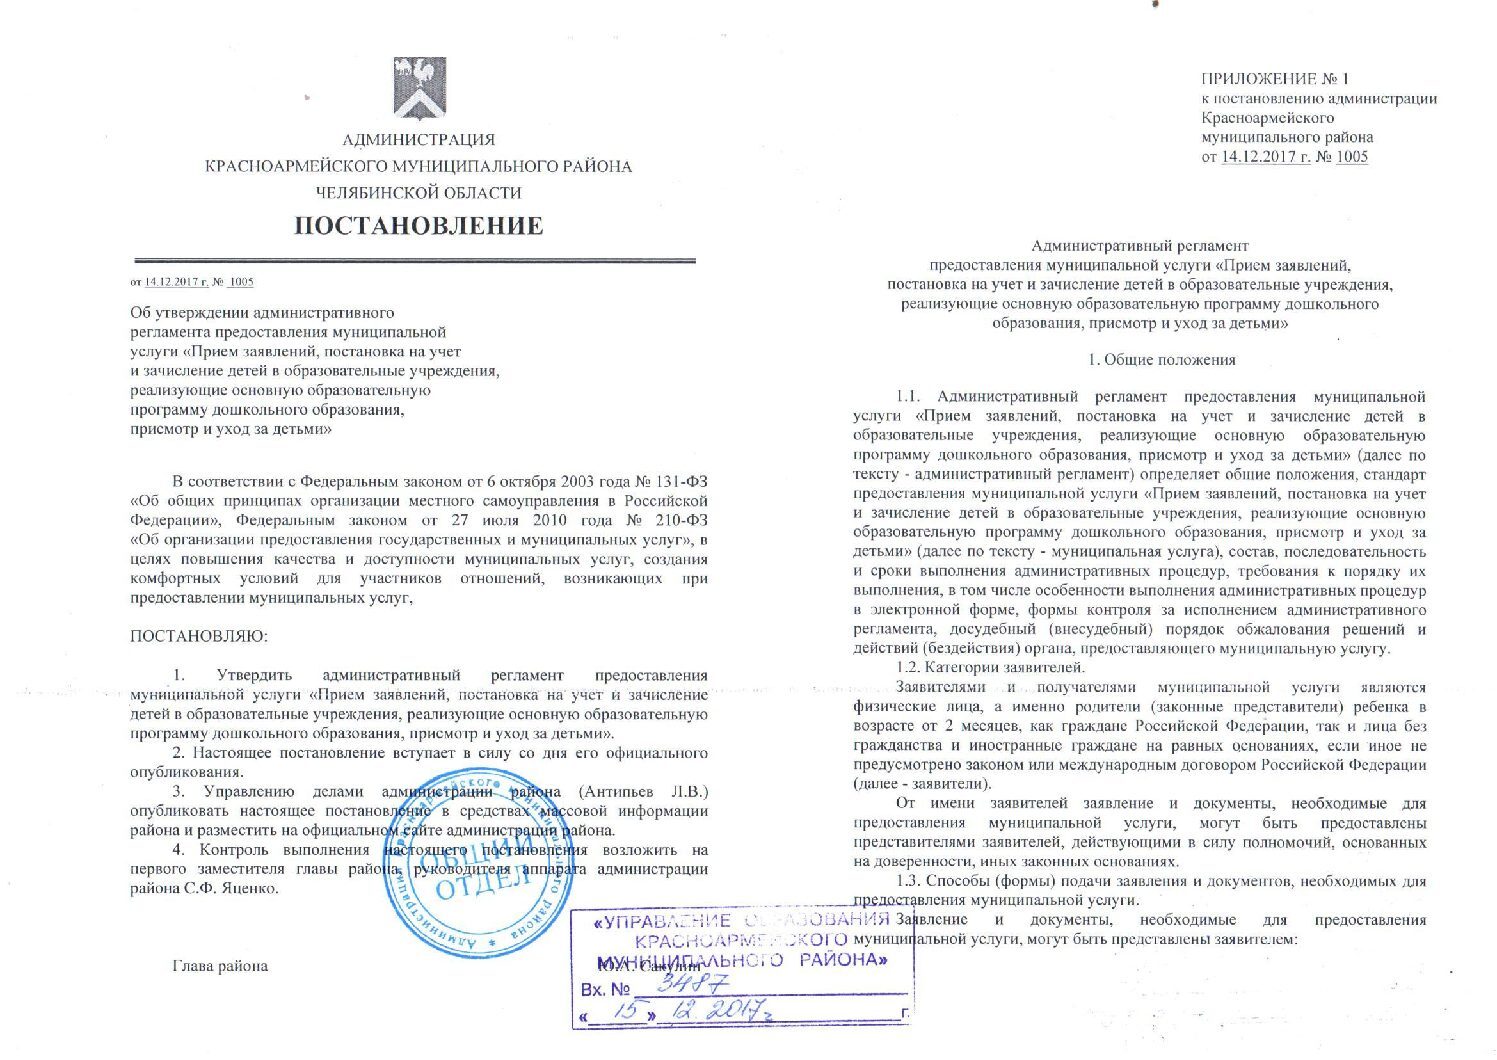 АДМИНИСТРАЦИЯ
КРАСНОАРМЕЙСКОГО МУНИЦИПАЛЬНОГО РАЙОНА
ЧЕЛЯБИНСКОЙ ОБЛАСТИ
ПОСТАНОВЛЕНИЕ
от 14.12.2017 г. № 1005
Об утверждении административного
регламента предоставления муниципальной
услуги «Прием заявлений, постановка на учет
и зачисление детей в образовательные учреждения,
реализующие основную образовательную
программу дошкольного образования,
присмотр и уход за детьми»
В соответствии с Федеральным законом от 6 октября 2003 года № 131-ФЗ
«Об общих принципах организации местного самоуправления в Российской
Федерации», Федеральным законом от 27 июля 2010 года № 210-ФЗ
«Об организации предоставления государственных и муниципальных услуг», в
целях повышения качества и доступности муниципальных услуг, создания
комфортных условий для участников отношений, возникающих при
предоставлении муниципальных услуг,
ПОСТАНОВЛЯЮ:
1. Утвердить административный регламент предоставления
муниципальной услуги «Прием заявлений, постановка на учет и зачисление
детей в образовательные учреждения, реализующие основную образовательную
программу дошкольного образования, присмотр и уход за детьми».
2. Настоящее постановление вступает в силу со дня его официального
опубликования.
3. Управлению делами администрации района (Антипьев Л.В.)
опубликовать настоящее постановление в средствах массовой информации
района и разместить на официальном сайте администрации района.
4. Контроль выполнения настоящего постановления возложить на
первого заместителя главы района, руководителя аппарата администрации
района С.Ф. Яценко.
Глава района
Ю.А. Сакулин
Администрация Красноармейского муниципального района *
ОБЩИЙ
ОТДЕЛ
«УПРАВЛЕНИЕ ОБРАЗОВАНИЯ
КРАСНОАРМЕЙСКОГО
МУНИЦИПАЛЬНОГО РАЙОНА»
Вх. № 3487
« 15 » 12. 2017г. г.
ПРИЛОЖЕНИЕ № 1
к постановлению администрации
Красноармейского
муниципального района
от 14.12.2017 г. № 1005
Административный регламент
предоставления муниципальной услуги «Прием заявлений,
постановка на учет и зачисление детей в образовательные учреждения,
реализующие основную образовательную программу дошкольного
образования, присмотр и уход за детьми»
1. Общие положения
1.1. Административный регламент предоставления муниципальной
услуги «Прием заявлений, постановка на учет и зачисление детей в
образовательные учреждения, реализующие основную образовательную
программу дошкольного образования, присмотр и уход за детьми» (далее по
тексту - административный регламент) определяет общие положения, стандарт
предоставления муниципальной услуги «Прием заявлений, постановка на учет
и зачисление детей в образовательные учреждения, реализующие основную
образовательную программу дошкольного образования, присмотр и уход за
детьми» (далее по тексту - муниципальная услуга), состав, последовательность
и сроки выполнения административных процедур, требования к порядку их
выполнения, в том числе особенности выполнения административных процедур
в электронной форме, формы контроля за исполнением административного
регламента, досудебный (внесудебный) порядок обжалования решений и
действий (бездействия) органа, предоставляющего муниципальную услугу.
1.2. Категории заявителей.
Заявителями и получателями муниципальной услуги являются
физические лица, а именно родители (законные представители) ребенка в
возрасте от 2 месяцев, как граждане Российской Федерации, так и лица без
гражданства и иностранные граждане на равных основаниях, если иное не
предусмотрено законом или международным договором Российской Федерации
(далее - заявители).
От имени заявителей заявление и документы, необходимые для
предоставления муниципальной услуги, могут быть предоставлены
представителями заявителей, действующими в силу полномочий, основанных
на доверенности, иных законных основаниях.
1.3. Способы (формы) подачи заявления и документов, необходимых для
предоставления муниципальной услуги.
Заявление и документы, необходимые для предоставления
муниципальной услуги, могут быть представлены заявителем: